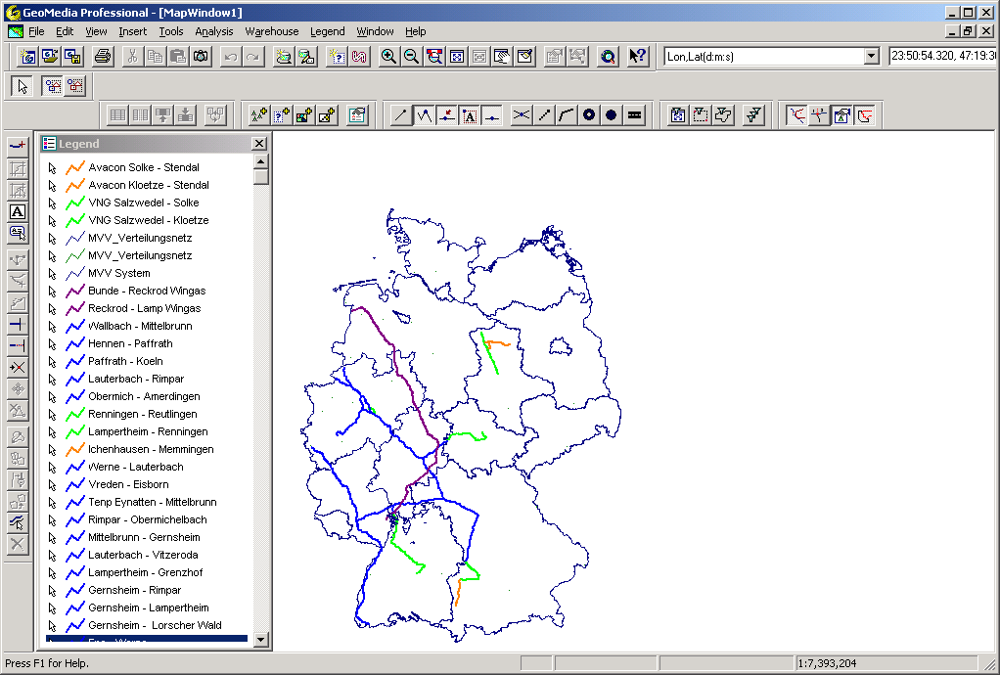 GeoMedia Professional - [MapWindow1]
File Edit View Insert Tools Analysis Warehouse Legend Window Help
Lon,Lat(d:m:s) 23:50:54.320, 47:19:3
Legend
Avacon Solke - Stendal
Avacon Kloetze - Stendal
VNG Salzwedel - Solke
VNG Salzwedel - Kloetze
MVV_Verteilungsnetz
MVV_Verteilungsnetz
MVV System
Bunde - Reckrod Wingas
Reckrod - Lamp Wingas
Wallbach - Mittelbrunn
Hennen - Paffrath
Paffrath - Koeln
Lauterbach - Rimpar
Obermich - Amerdingen
Renningen - Reutlingen
Lampertheim - Renningen
Ichenhausen - Memmingen
Werne - Lauterbach
Vreden - Eisborn
Tenp Eynatten - Mittelbrunn
Rimpar - Obermichelbach
Mittelbrunn - Gernsheim
Lauterbach - Vitzeroda
Lampertheim - Grenzhof
Gernsheim - Rimpar
Gernsheim - Lampertheim
Gernsheim - Lorscher Wald
Press F1 for Help. 1:7,393,204